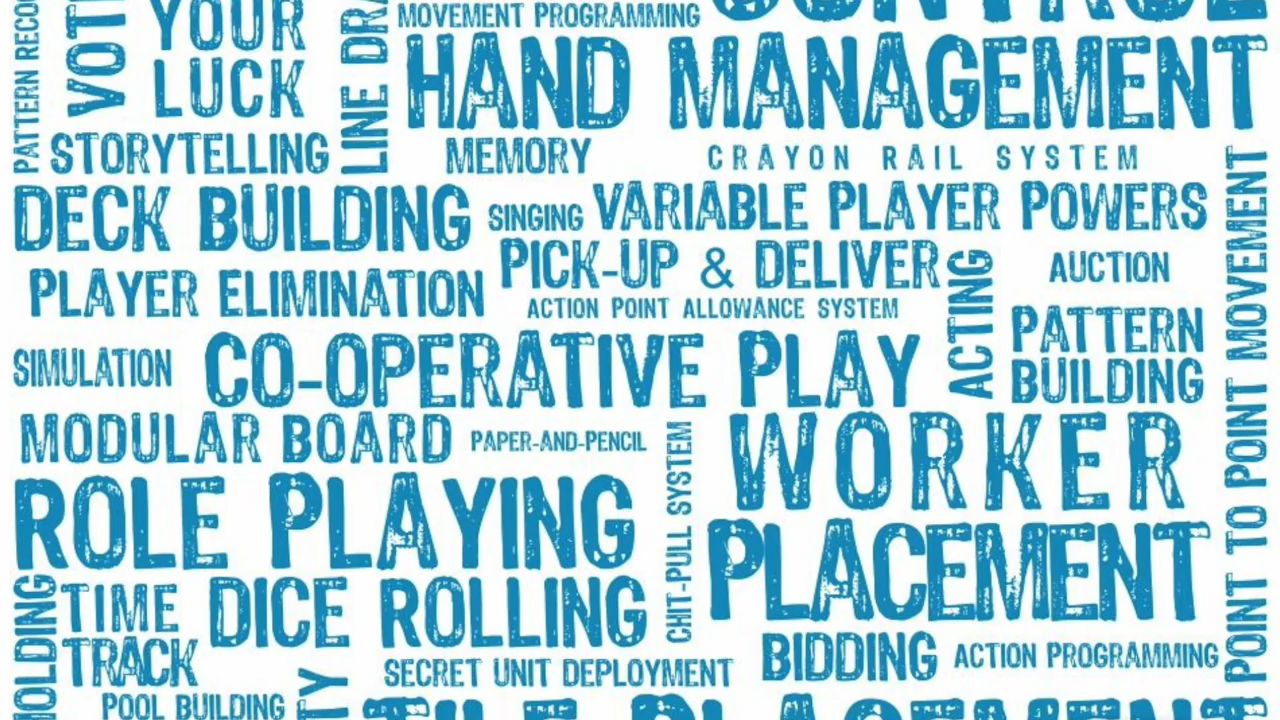 PATTERN
YOUR
LUCK
MOVEMENT PROGRAMMING
HAND MANAGEMENT
LINE
STORYTELLING
MEMORY
CRAYON RAIL SYSTEM
DECK BUILDING
SINGING
VARIABLE PLAYER POWERS
PICK-UP & DELIVER
PLAYER ELIMINATION
ACTION POINT ALLOWANCE SYSTEM
ACTING
AUCTION
PATTERN
BUILDING
POINT TO POINT MOVEMENT
SIMULATION
CO-OPERATIVE PLAY
MODULAR BOARD
PAPER-AND-PENCIL
CHIT-PULL SYSTEM
WORKER
PLACEMENT
ROLE PLAYING
TIME
TRACK
DICE ROLLING
SECRET UNIT DEPLOYMENT
BIDDING
ACTION PROGRAMMING
POOL BUILDING
TILE PLACEMENT